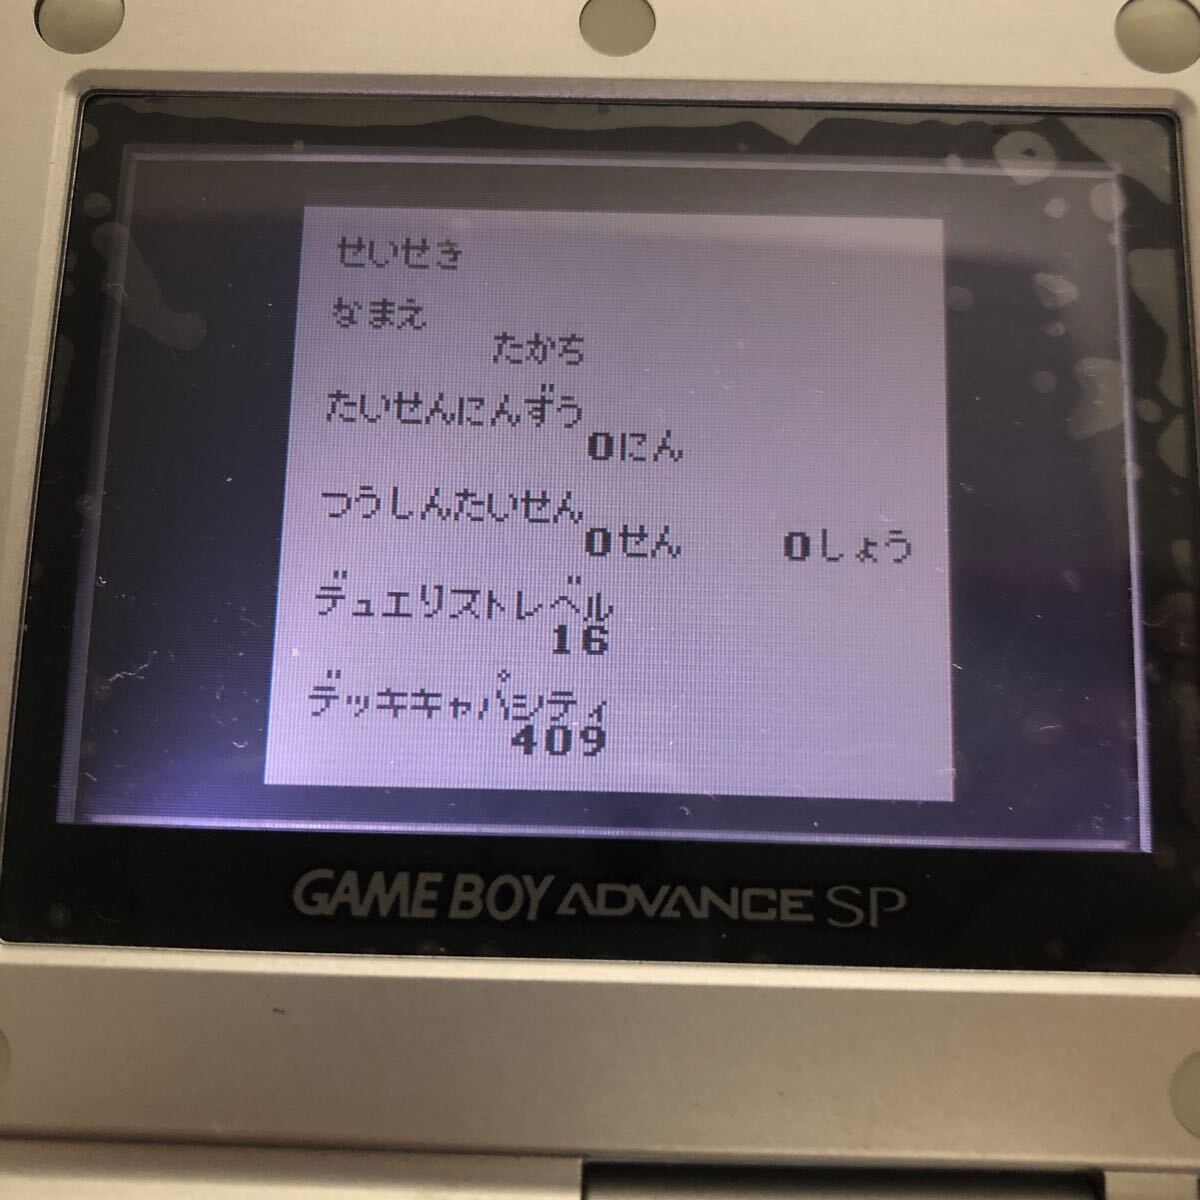 せいせき
なまえ
たかち
たいせんにんずう
0にん
つうしんたいせん
0せん 0しょう
デュエリストレベル
16
デッキキャパシティ
409
GAME BOY ADVANCE SP